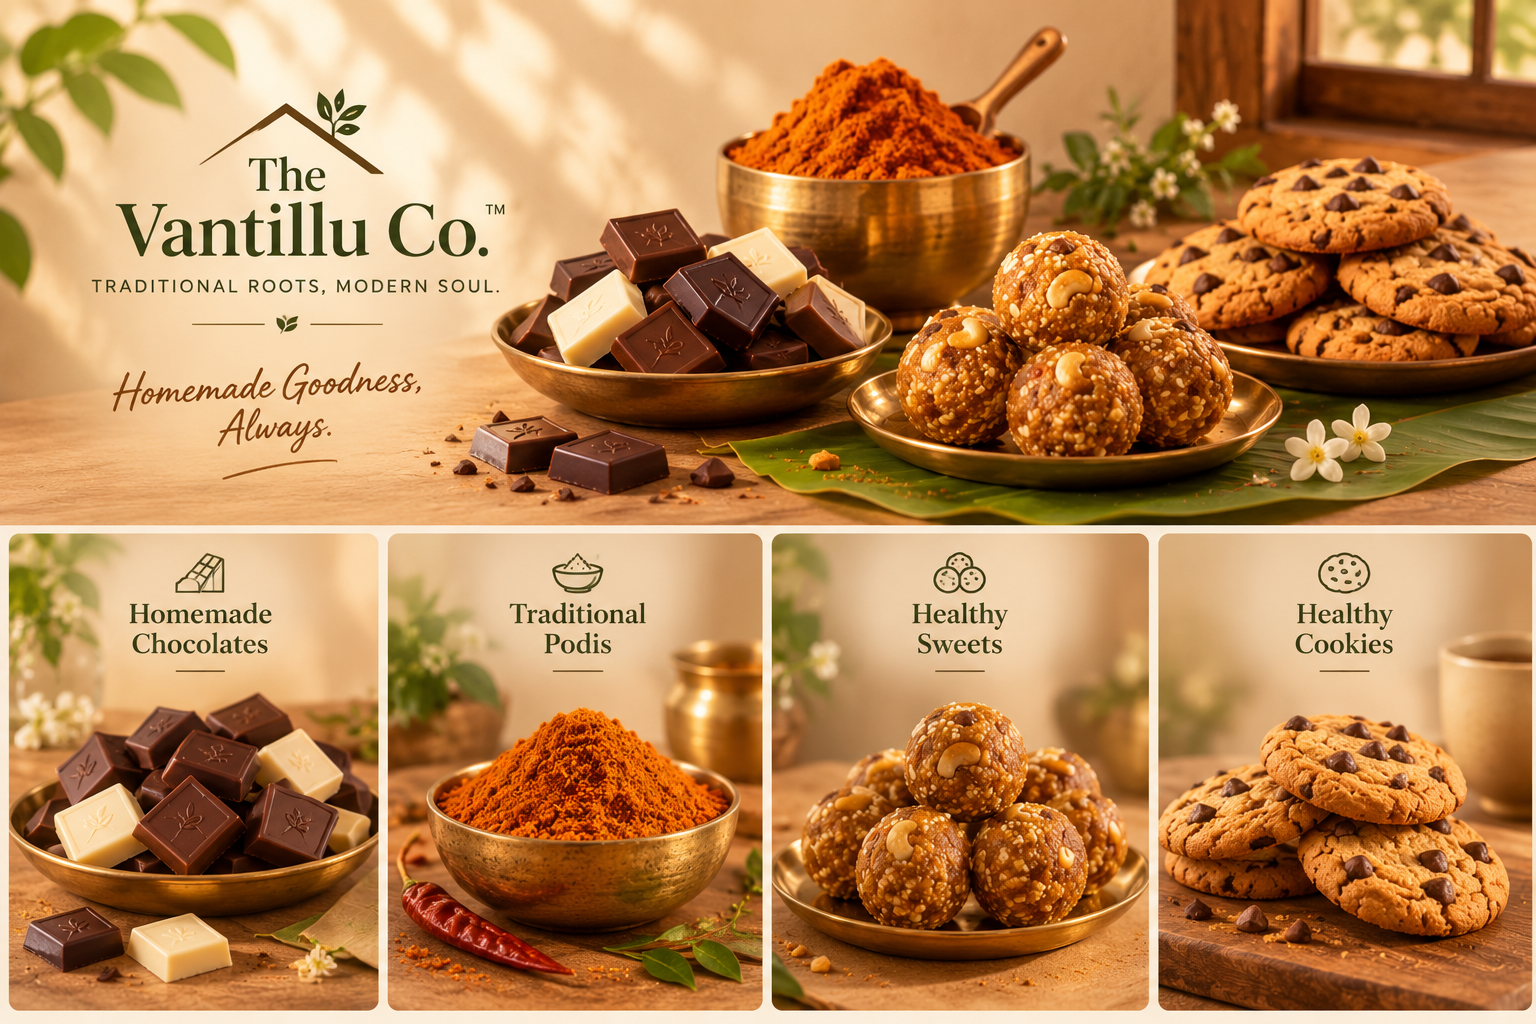 The
Vantillu Co.™
TRADITIONAL ROOTS, MODERN SOUL.
Homemade Goodness,
Always.
Homemade
Chocolates
Traditional
Podis
Healthy
Sweets
Healthy
Cookies